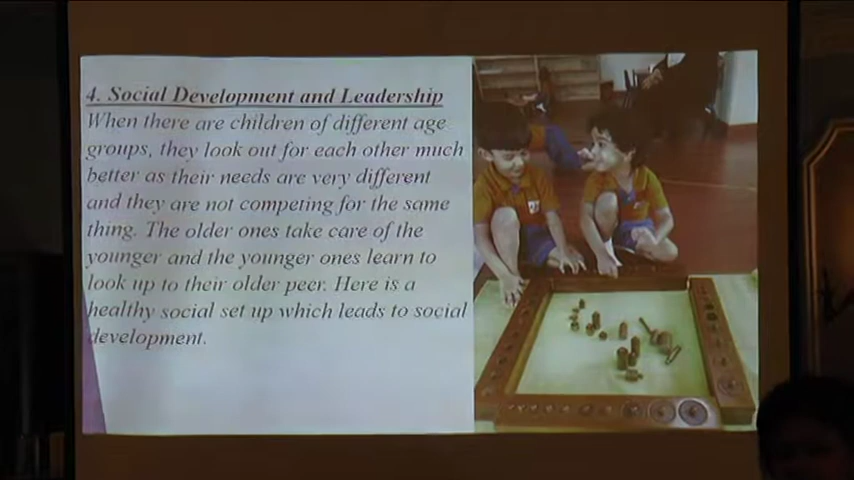 4. Social Development and Leadership
When there are children of different age
groups, they look out for each other much
better as their needs are very different
and they are not competing for the same
thing. The older ones take care of the
younger and the younger ones learn to
look up to their older peer. Here is a
healthy social set up which leads to social
development.